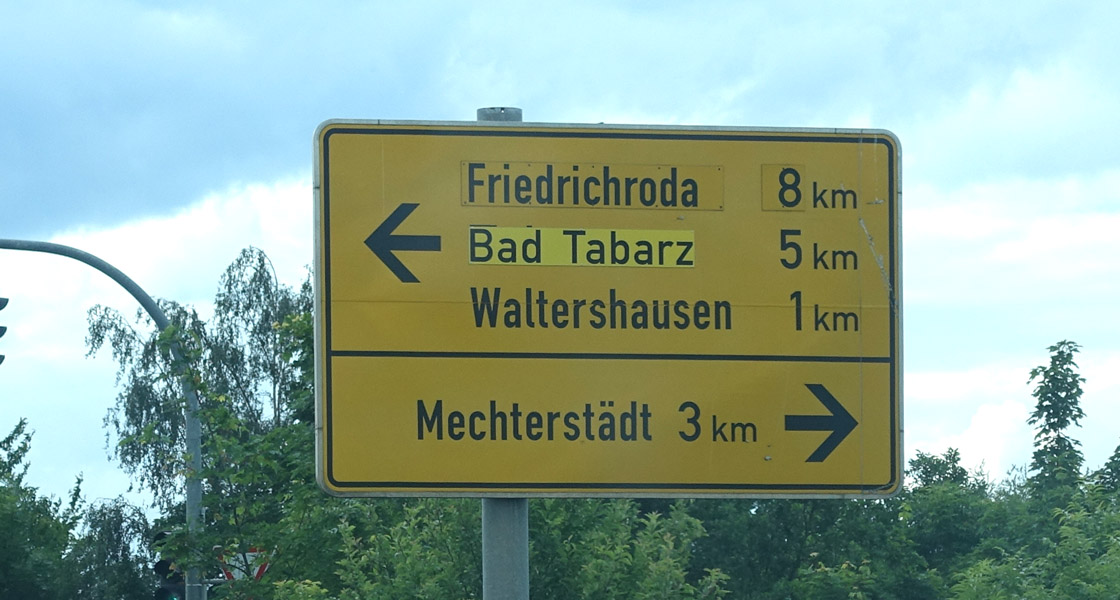 Friedrichroda 8 km
Bad Tabarz 5 km
Waltershausen 1 km
Mechterstädt 3 km